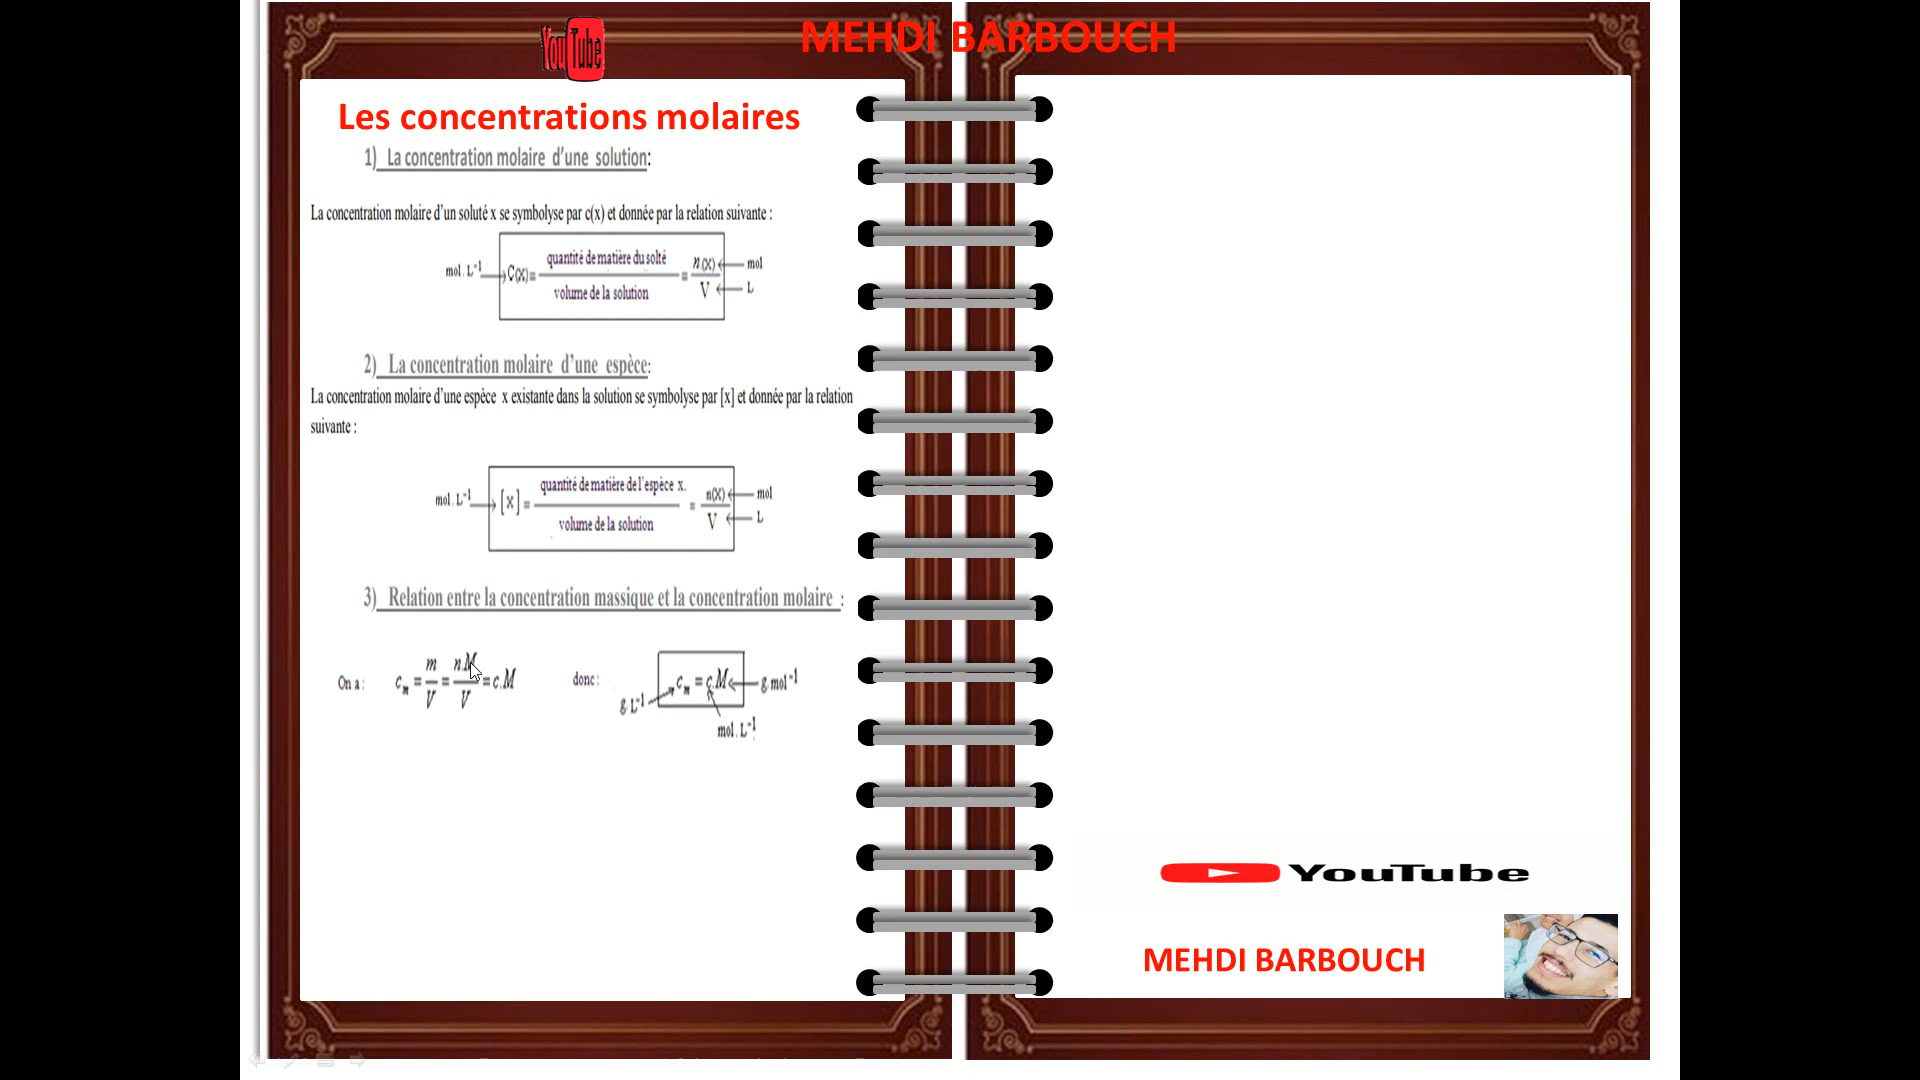 YouTube
MEHDI BARBOUCH
Les concentrations molaires
1) La concentration molaire d'une solution:
La concentration molaire d'un soluté x se symbolyse par c(x) et donnée par la relation suivante :
mol. L⁻¹ → C(X) = quantité de matière du solté / volume de la solution = n(X) / V ← mol ← L
2) La concentration molaire d'une espèce:
La concentration molaire d'une espèce x existante dans la solution se symbolyse par [x] et donnée par la relation
suivante :
mol. L⁻¹ → [X] = quantité de matière de l'espèce x. / volume de la solution = n(X) / V ← mol ← L
3) Relation entre la concentration massique et la concentration molaire :
On a : cₘ = m/V = n.M/V = c.M donc : cₘ = c.M ← g.mol⁻¹
g.L⁻¹
mol. L⁻¹
YouTube
MEHDI BARBOUCH